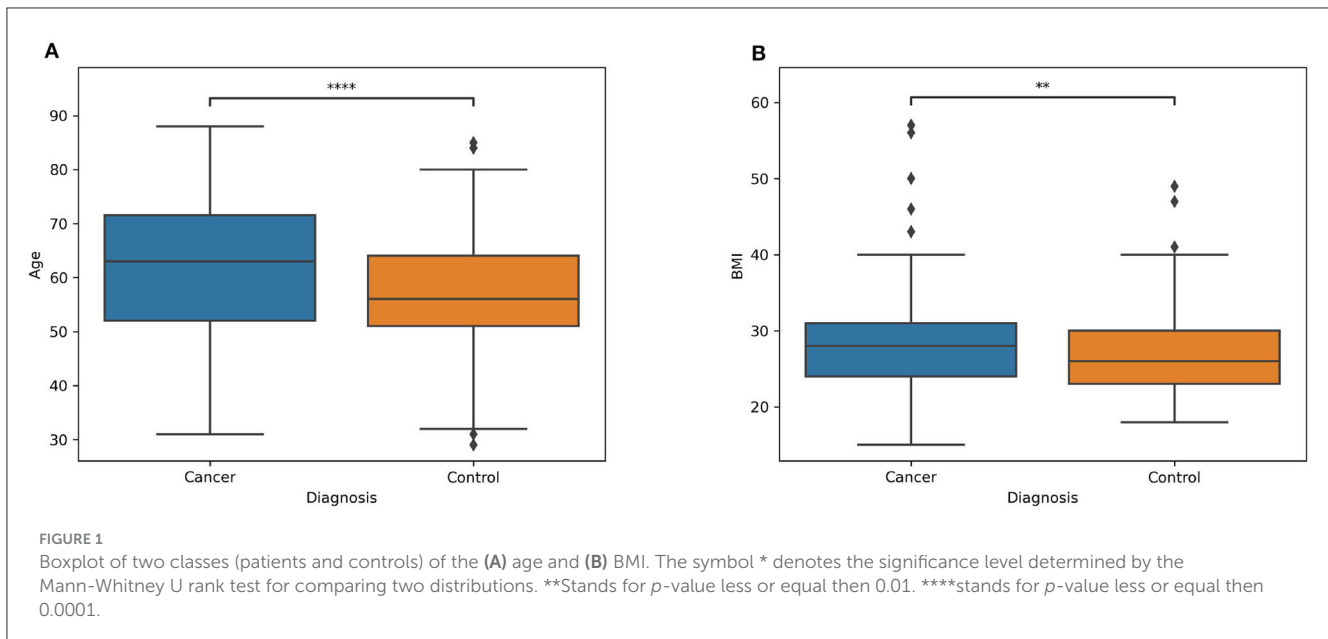 A
****
90
80
70
60
50
40
30
Age
Cancer
Control
Diagnosis
B
**
60
50
40
30
20
BMI
Cancer
Control
Diagnosis
FIGURE 1
Boxplot of two classes (patients and controls) of the (A) age and (B) BMI. The symbol * denotes the significance level determined by the
Mann-Whitney U rank test for comparing two distributions. **Stands for p-value less or equal then 0.01. ****stands for p-value less or equal then
0.0001.